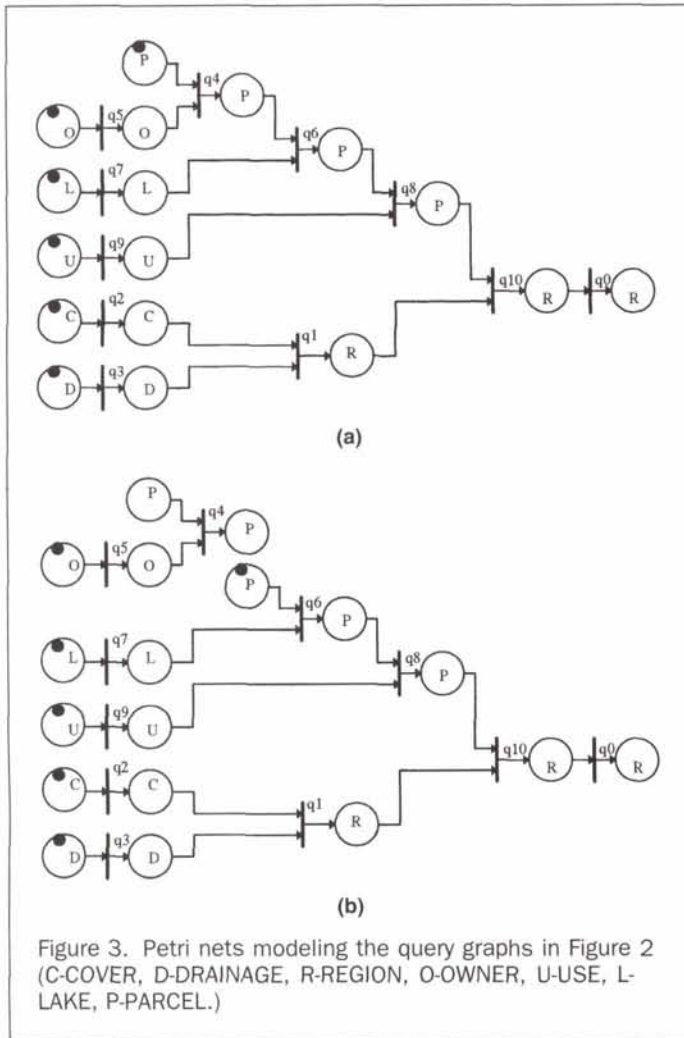 P
q4
P
q5
O
O
q6
P
q7
L
L
q8
P
q9
U
U
q2
C
C
q10
R
q0
R
q1
R
q3
D
D
(a)
P
q4
P
q5
O
O
P
q6
P
q7
L
L
q8
P
q9
U
U
q10
R
q0
R
q2
C
C
q1
R
q3
D
D
(b)
Figure 3. Petri nets modeling the query graphs in Figure 2
(C-COVER, D-DRAINAGE, R-REGION, O-OWNER, U-USE, L-
LAKE, P-PARCEL.)